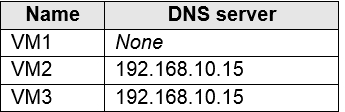 Name DNS server
VM1 None
VM2 192.168.10.15
VM3 192.168.10.15